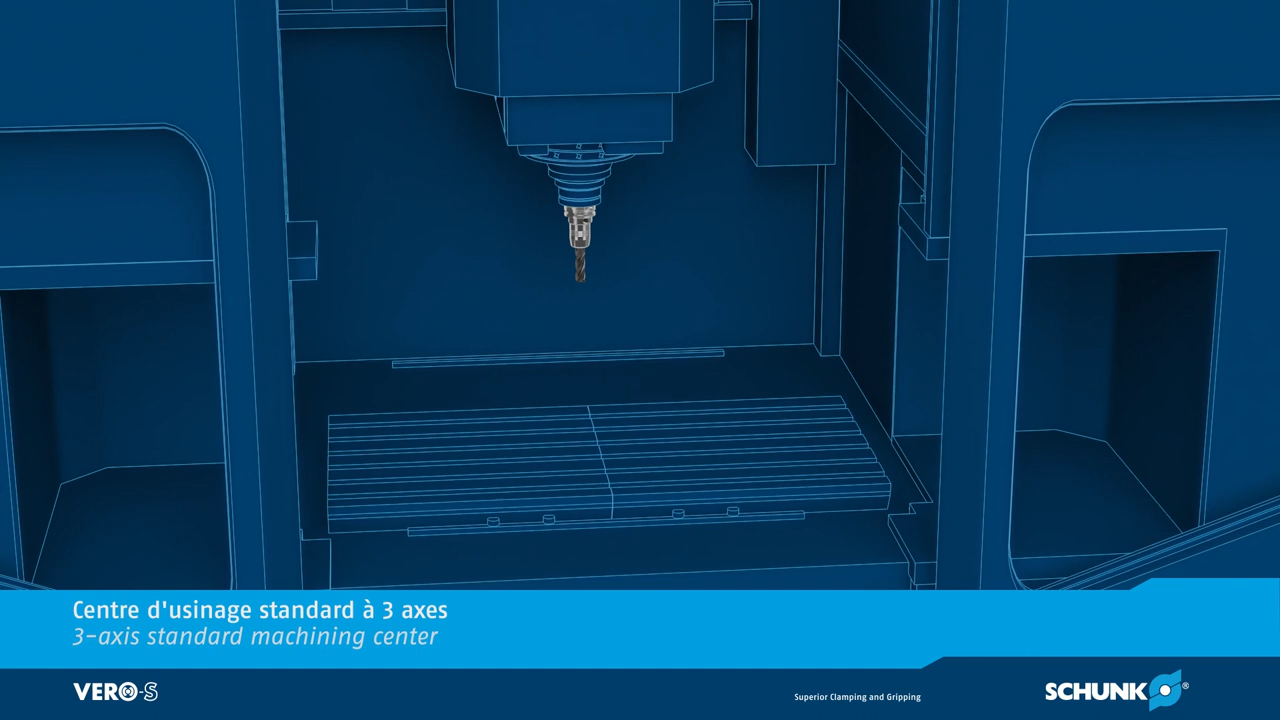 Centre d'usinage standard à 3 axes
3-axis standard machining center
VERO-S
Superior Clamping and Gripping
SCHUNK®